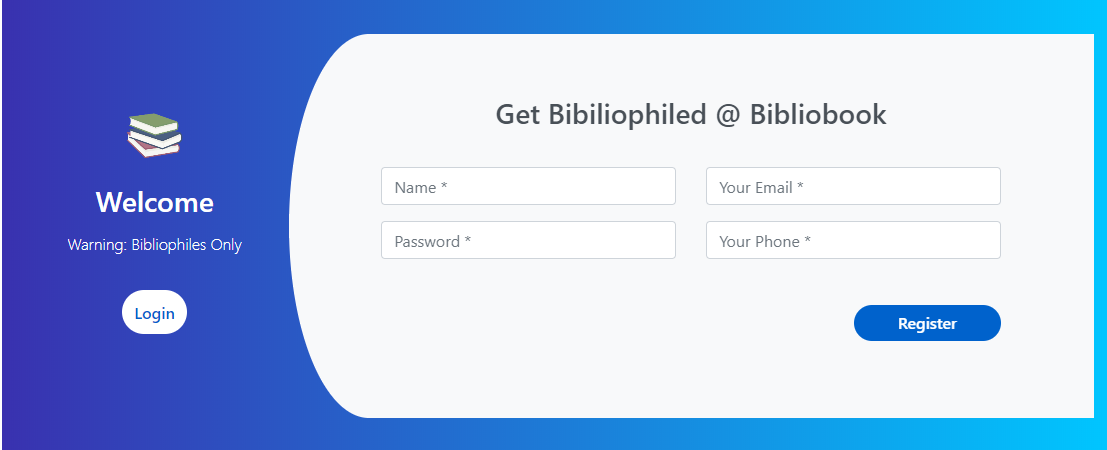 Welcome
Warning: Bibliophiles Only
Login
Get Bibiliophiled @ Bibliobook
Name *
Your Email *
Password *
Your Phone *
Register